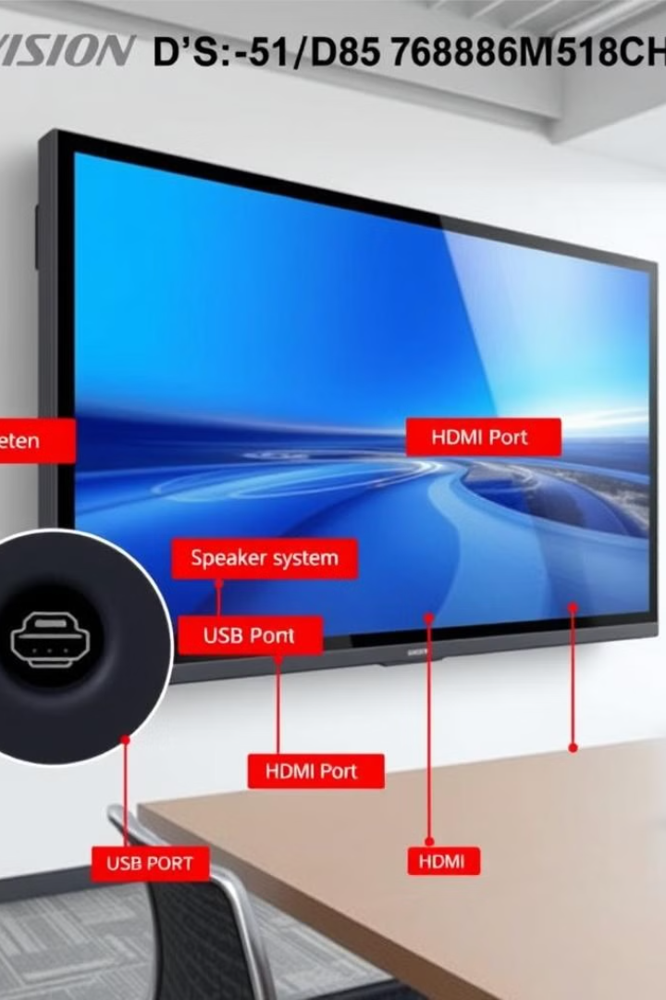 VISION D'S:-51/D85 768886M518CH
eten
HDMI Port
Speaker system
USB Pont
HDMI Port
USB PORT
HDMI